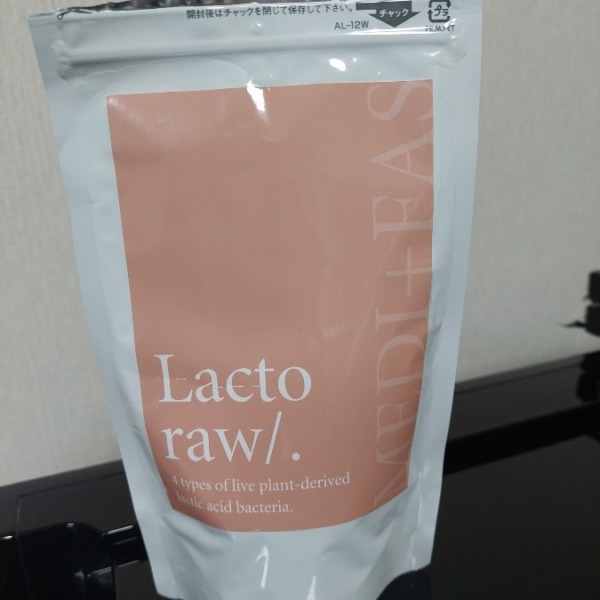 開封後はチャックを閉じて保存して下さい。
AL-12W
チャック
プラ
MEDI+EAS
Lacto
raw/.
4 types of live plant-derived
lactic acid bacteria.